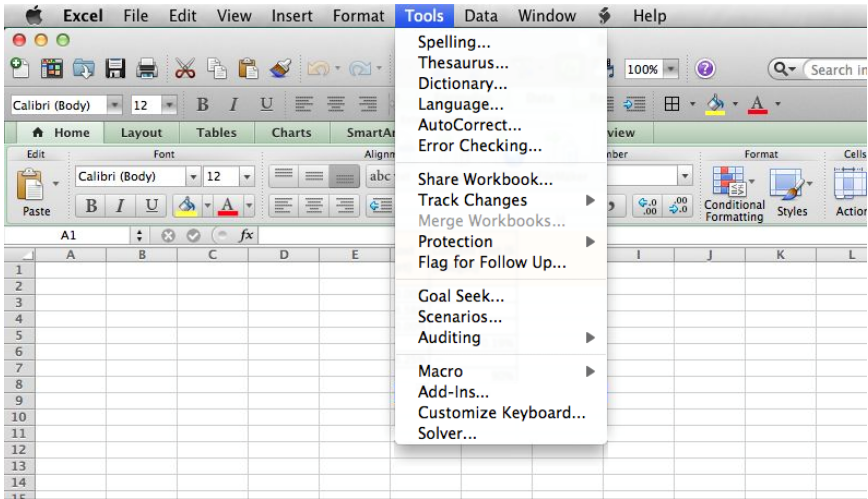 Excel File Edit View Insert Format Tools Data Window Help
100% Search in
Calibri (Body) 12 B I U A
Home Layout Tables Charts SmartAr view
Edit Font Alignm nber Format Cells
Calibri (Body) 12 abc
Paste B I U A Conditional Formatting Styles Action
A1 fx
A B C D E I J K L
Spelling...
Thesaurus...
Dictionary...
Language...
AutoCorrect...
Error Checking...
Share Workbook...
Track Changes
Merge Workbooks...
Protection
Flag for Follow Up...
Goal Seek...
Scenarios...
Auditing
Macro
Add-Ins...
Customize Keyboard...
Solver...
1
2
3
4
5
6
7
8
9
10
11
12
13
14
15